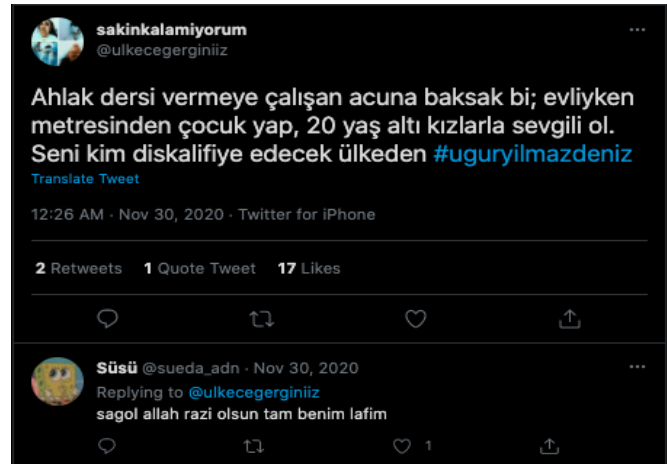 sakinkalamiyorum
@ulkecegerginiiz
Ahlak dersi vermeye çalışan acuna baksak bi; evliyken
metresinden çocuk yap, 20 yaş altı kızlarla sevgili ol.
Seni kim diskalifiye edecek ülkeden #uguryilmazdeniz
Translate Tweet
12:26 AM · Nov 30, 2020 · Twitter for iPhone
2 Retweets 1 Quote Tweet 17 Likes
Süsü @sueda_adn · Nov 30, 2020
Replying to @ulkecegerginiiz
sagol allah razi olsun tam benim lafim
1